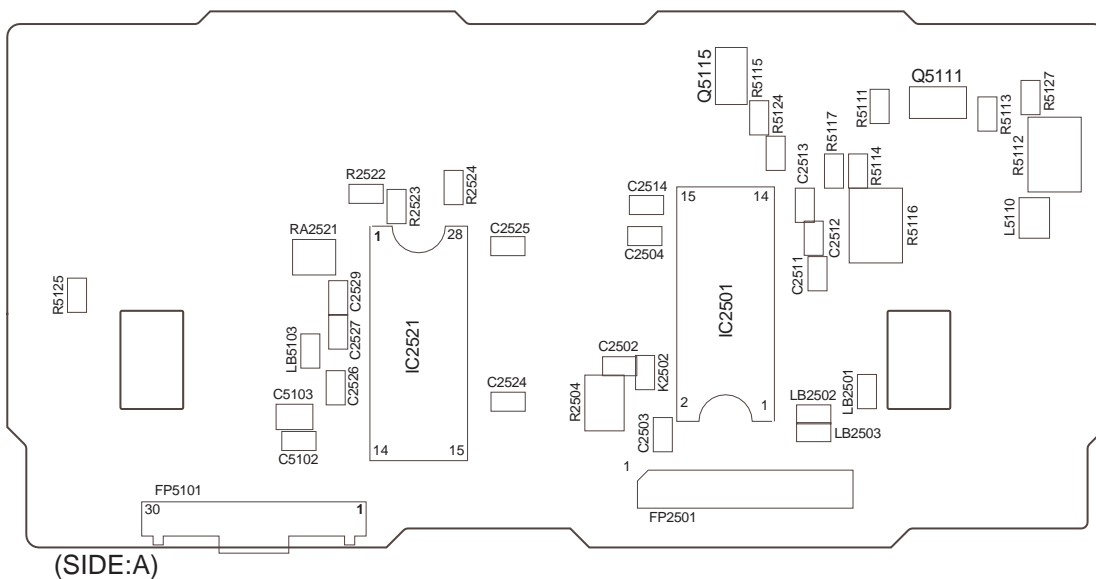 Q5115
R5115
R5124
R5111
Q5111
R5113
R5127
R5112
R5117
C2513
R5114
R2522
R2523
R2524
C2514
15
14
RA2521
1
28
C2525
C2504
C2512
R5116
L5110
C2511
R5125
C2529
C2527
LB5103
IC2521
IC2501
C2502
K2502
C2526
C2524
R2504
C5103
2
1
LB2502
LB2501
C2503
LB2503
C5102
14
15
1
FP5101
30
1
FP2501
(SIDE:A)